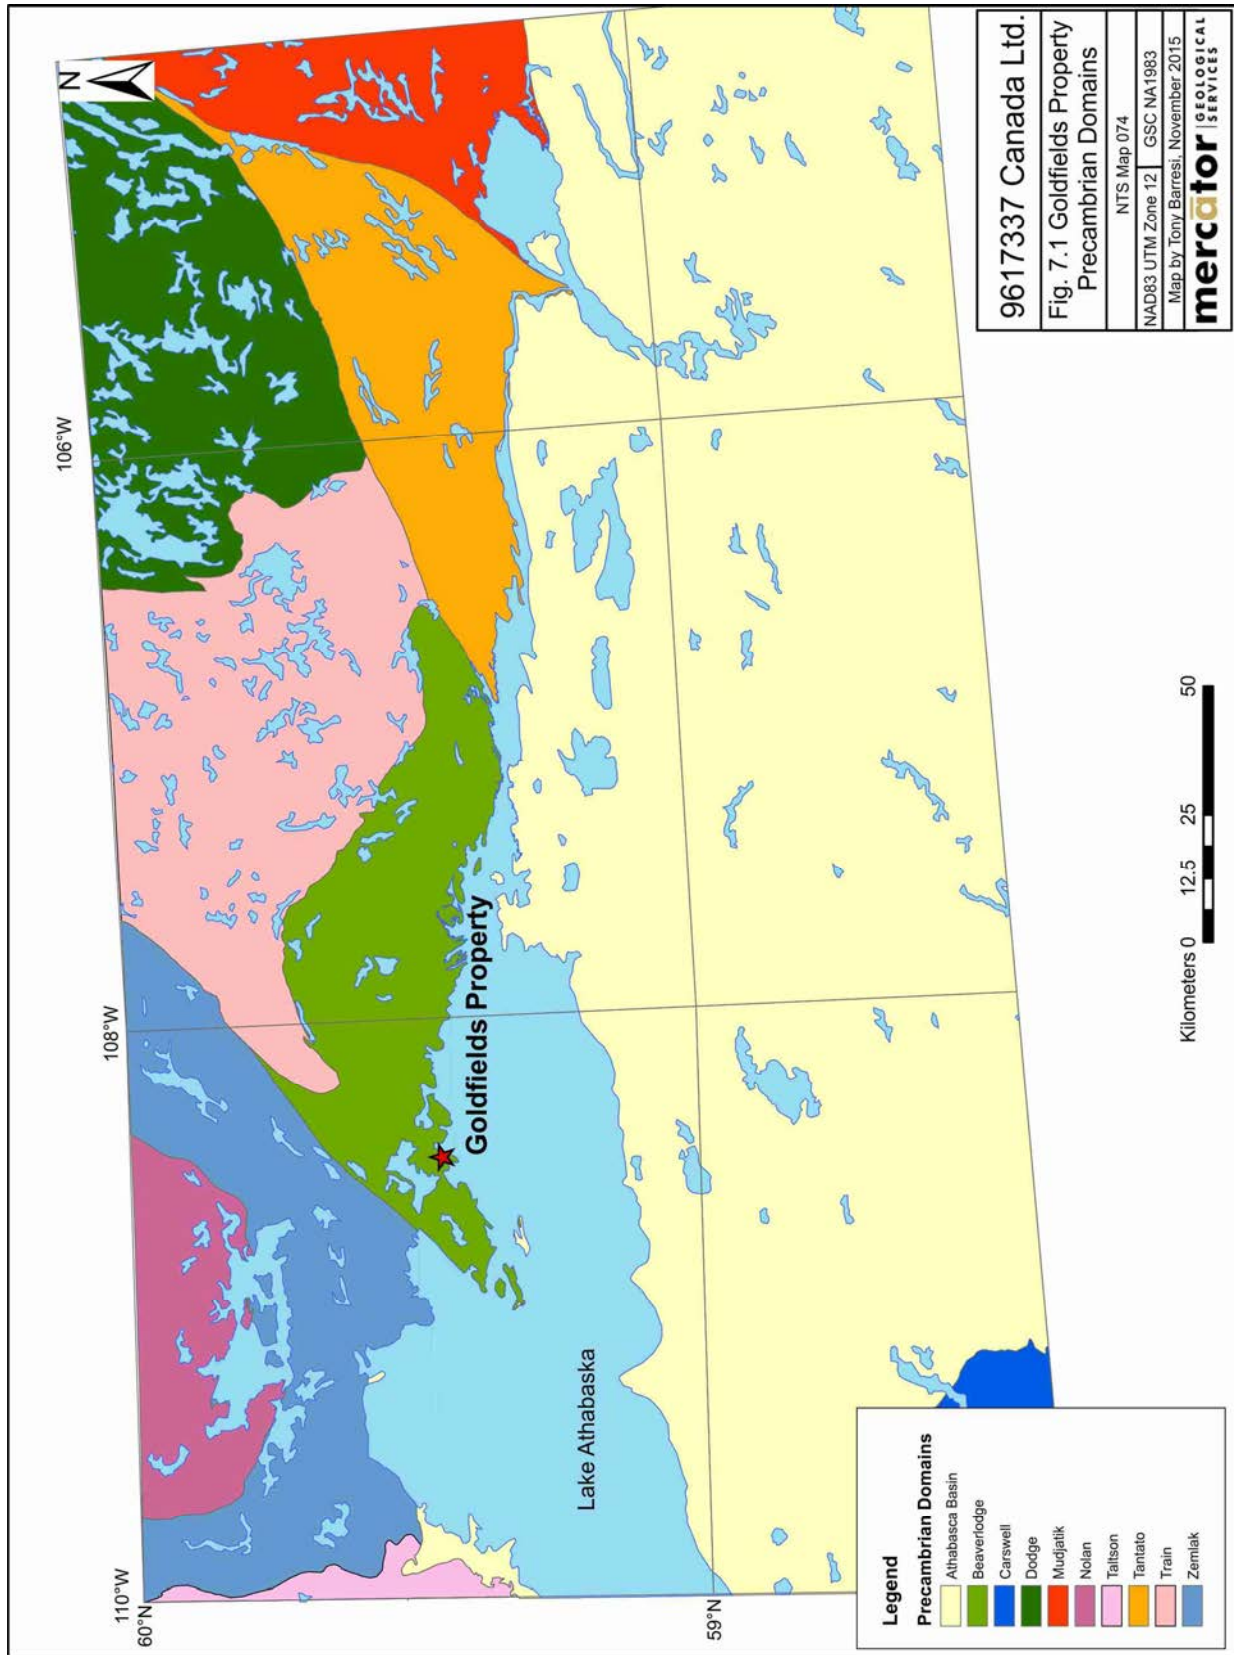 N
110°W
108°W
106°W
60°N
59°N
Goldfields Property
Lake Athabaska
Legend
Precambrian Domains
Athabasca Basin
Beaverlodge
Carswell
Dodge
Mudjatik
Nolan
Taltson
Tantato
Train
Zemlak
Kilometers 0 12.5 25 50
9617337 Canada Ltd.
Fig. 7.1 Goldfields Property
Precambrian Domains
NTS Map 074
NAD83 UTM Zone 12 GSC NA1983
Map by Tony Barresi, November 2015
mercātor GEOLOGICAL
SERVICES